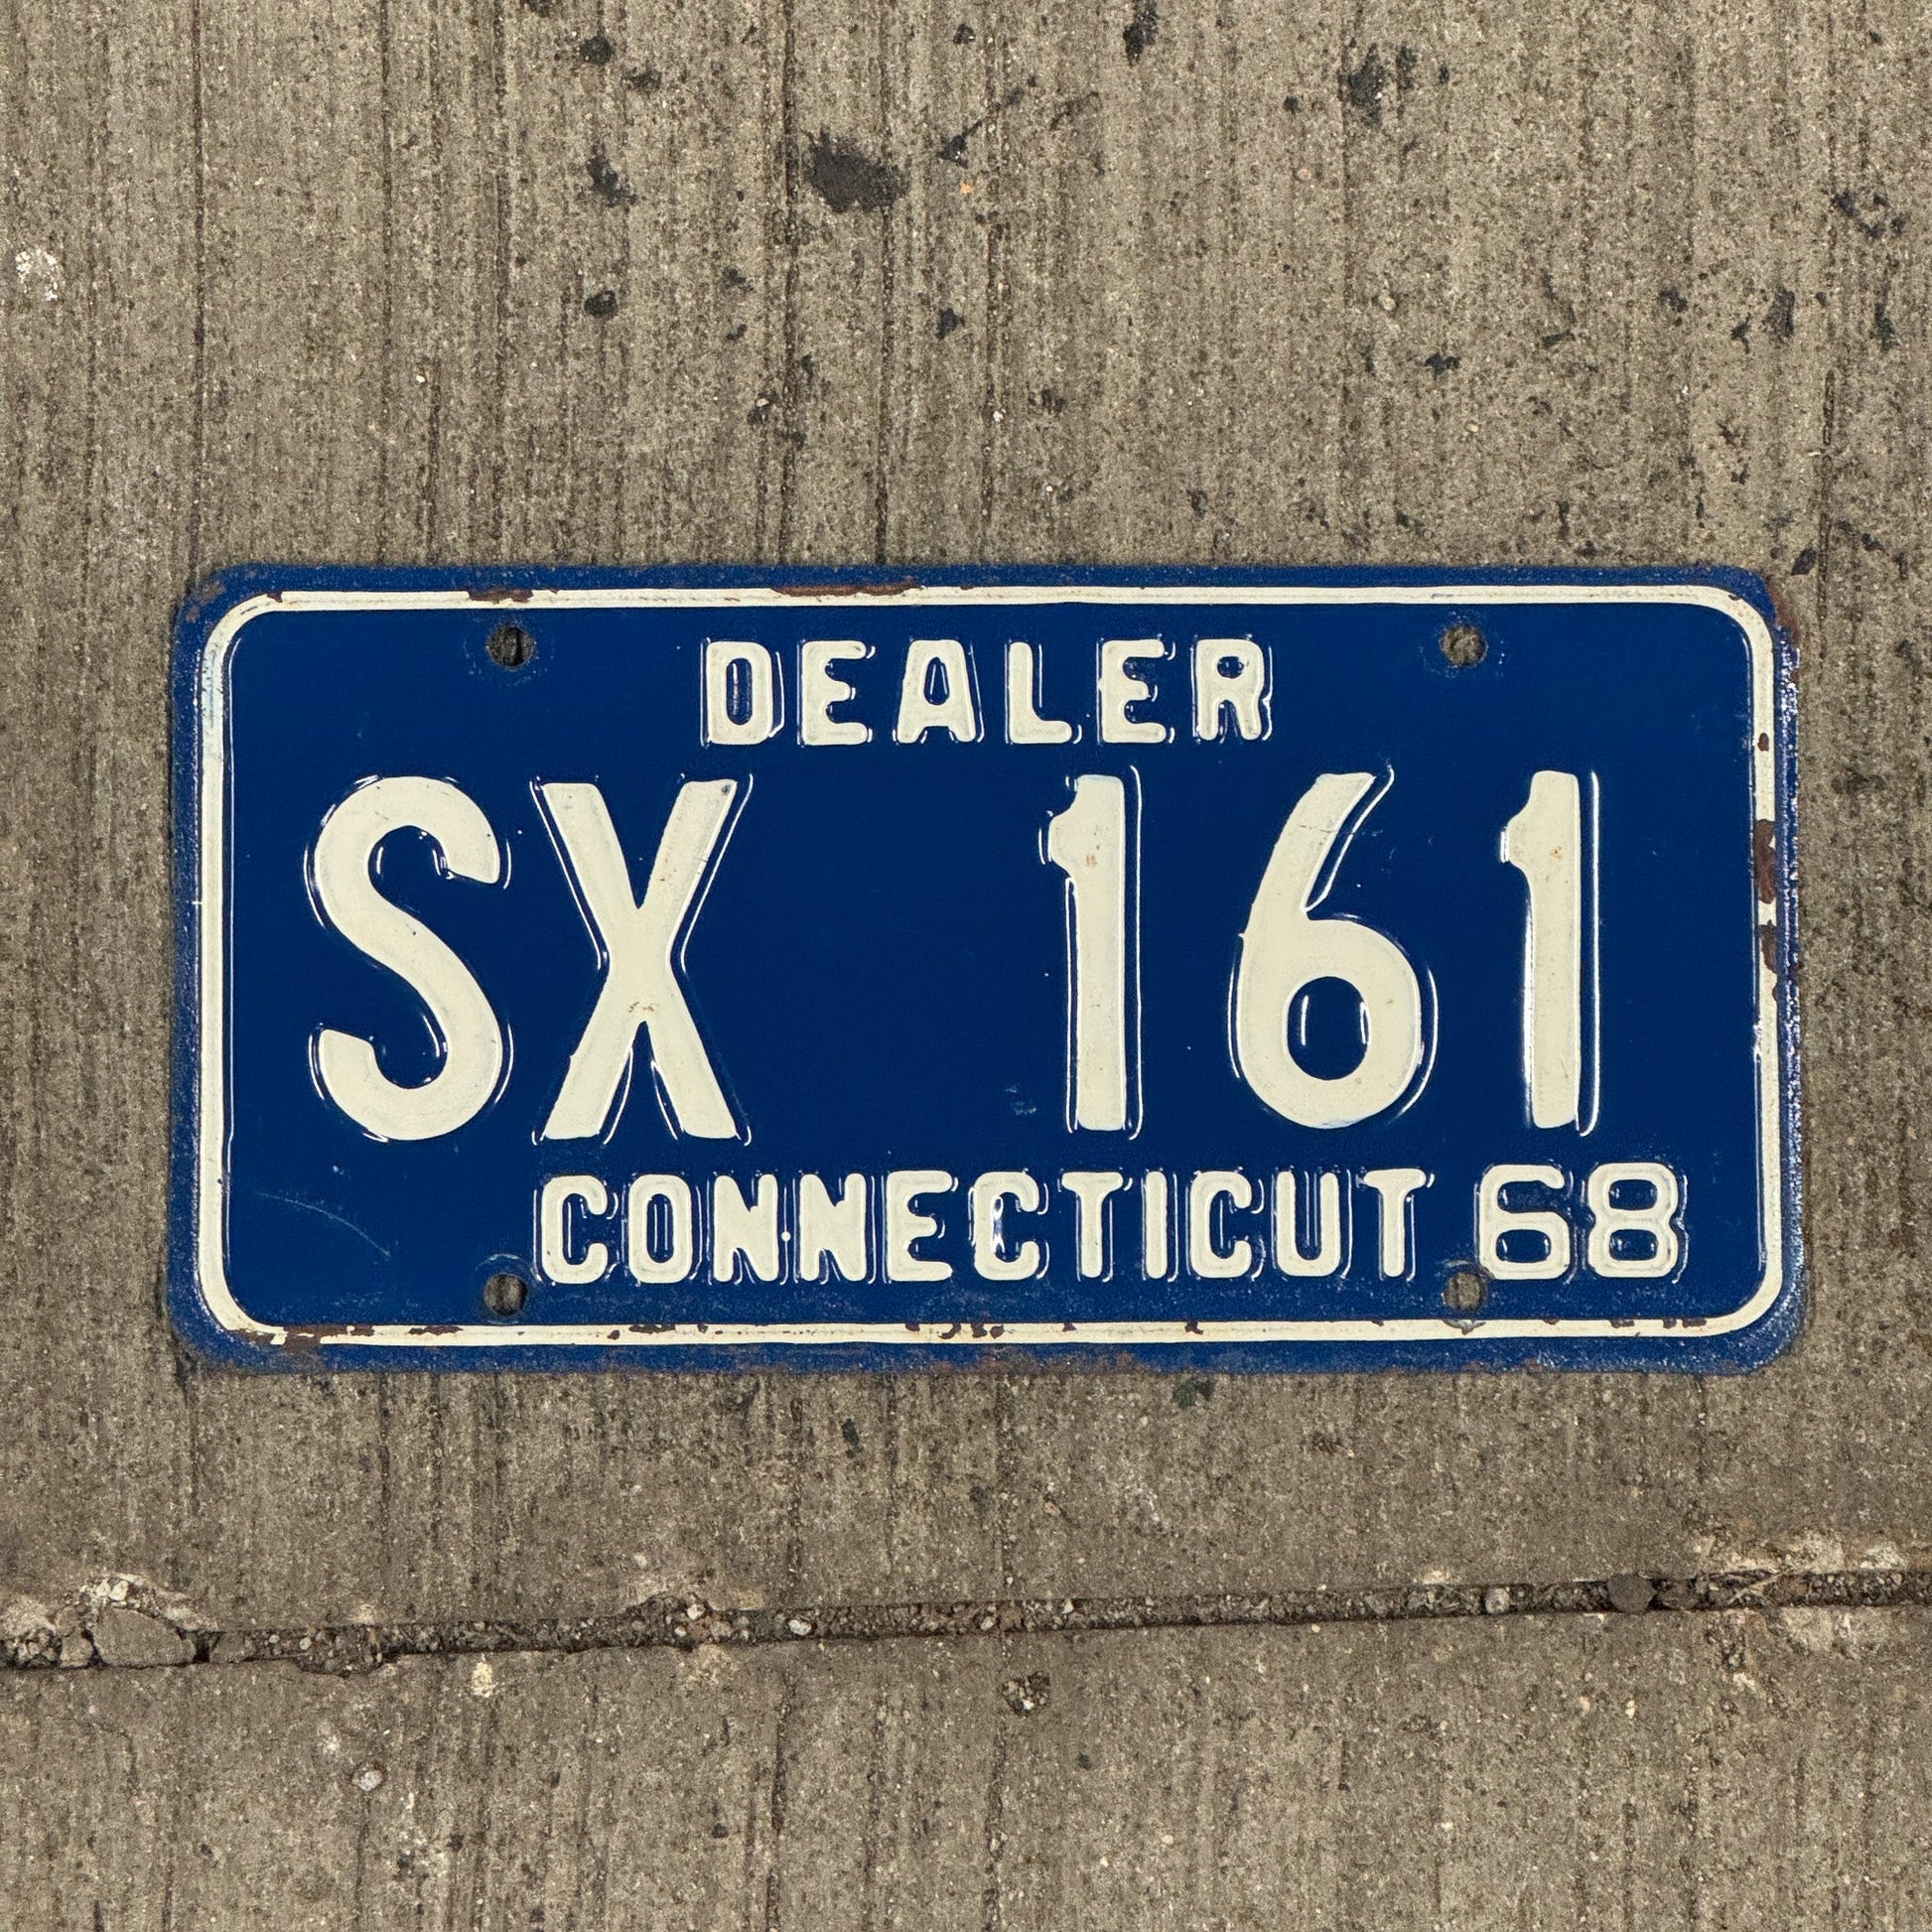 DEALER
SX 161
CONNECTICUT 68